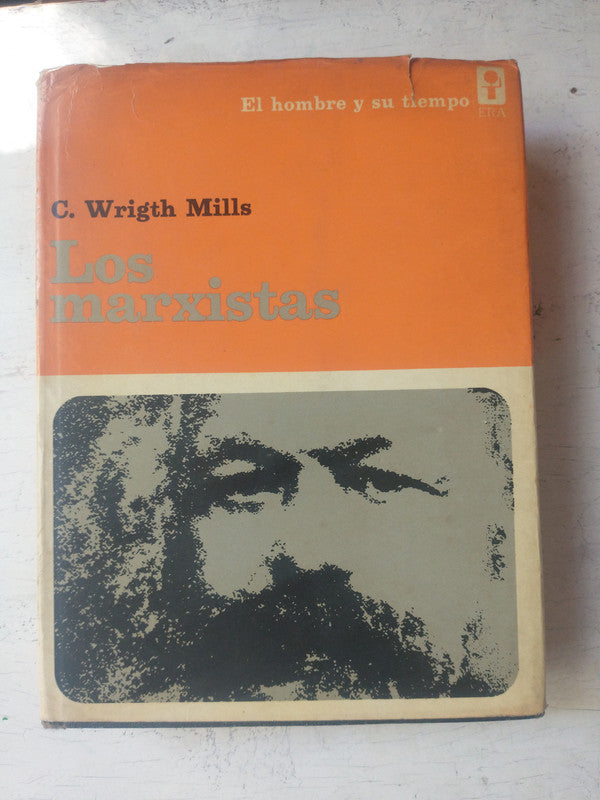 El hombre y su tiempo
ERA
C. Wrigth Mills
Los
marxistas